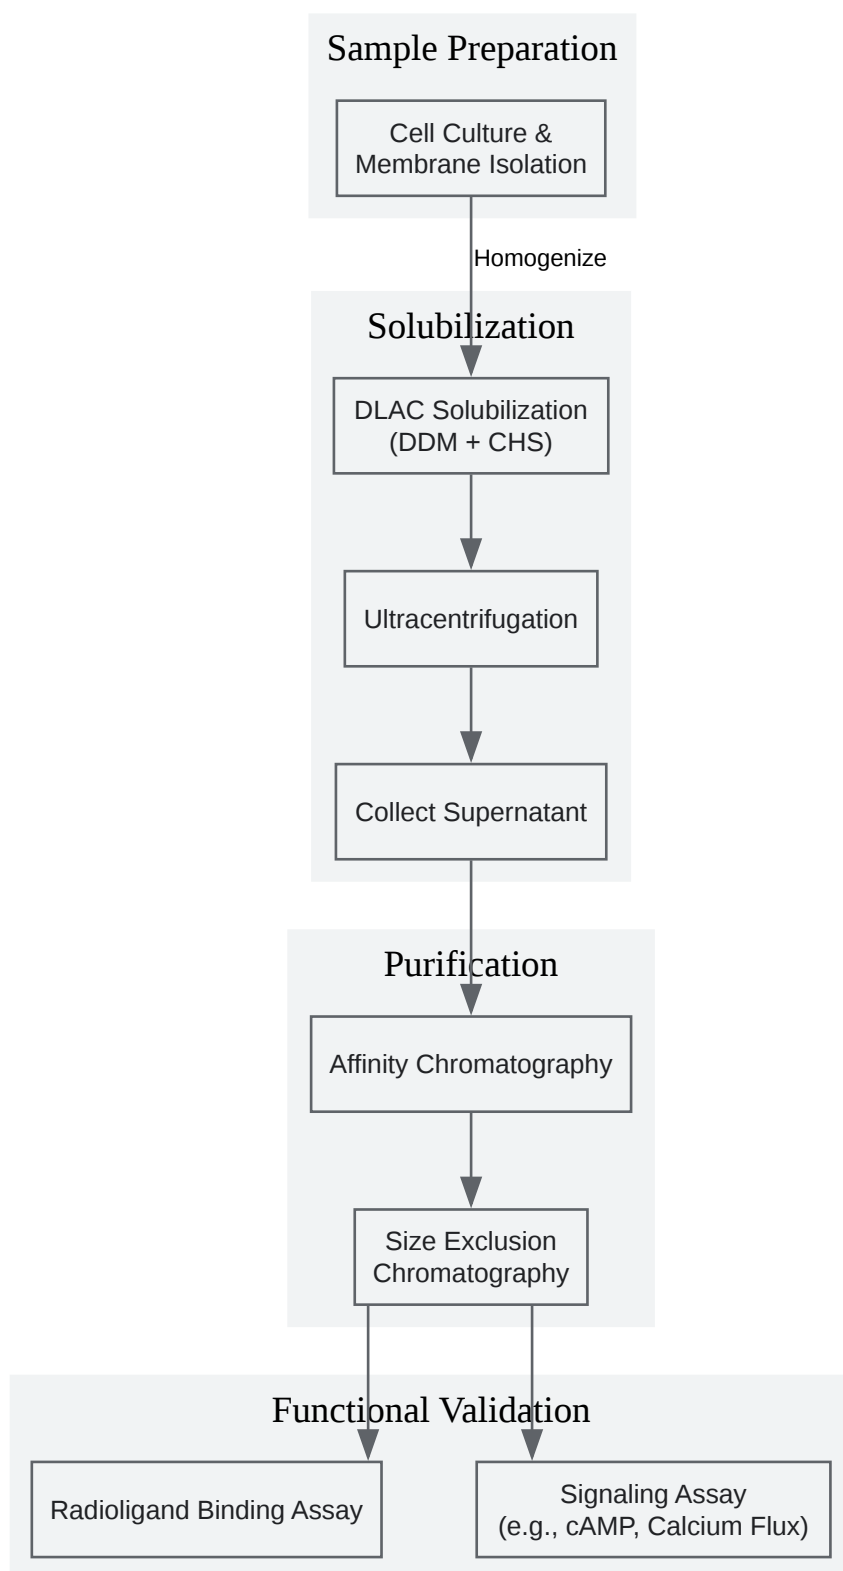 Sample Preparation
Cell Culture &
Membrane Isolation
Homogenize
Solubilization
DLAC Solubilization
(DDM + CHS)
Ultracentrifugation
Collect Supernatant
Purification
Affinity Chromatography
Size Exclusion
Chromatography
Functional Validation
Radioligand Binding Assay
Signaling Assay
(e.g., cAMP, Calcium Flux)